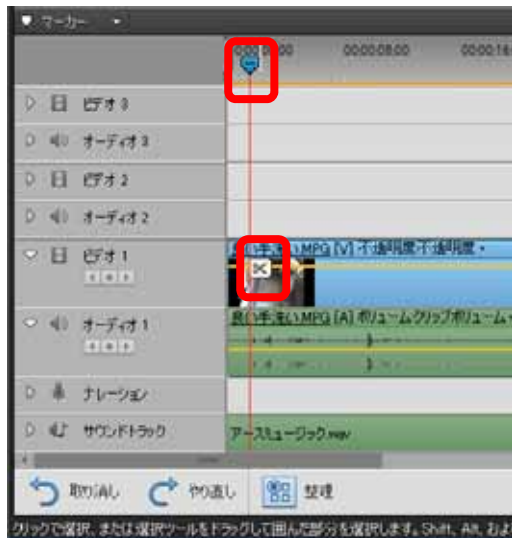 マーカー
00:00:08:00 00:00:16
ビデオ 3
オーディオ 3
ビデオ 2
オーディオ 2
ビデオ 1
良い手洗い.MPG [V] 不透明度:不透明度
オーディオ 1
良い手洗い.MPG [A] ボリューム:クリップボリューム
ナレーション
サウンドトラック
アースミュージック.wav
取り消し やり直し 整理
クリックで選択、または選択ツールをドラッグして囲んだ部分を選択します。Shift、Alt、およ